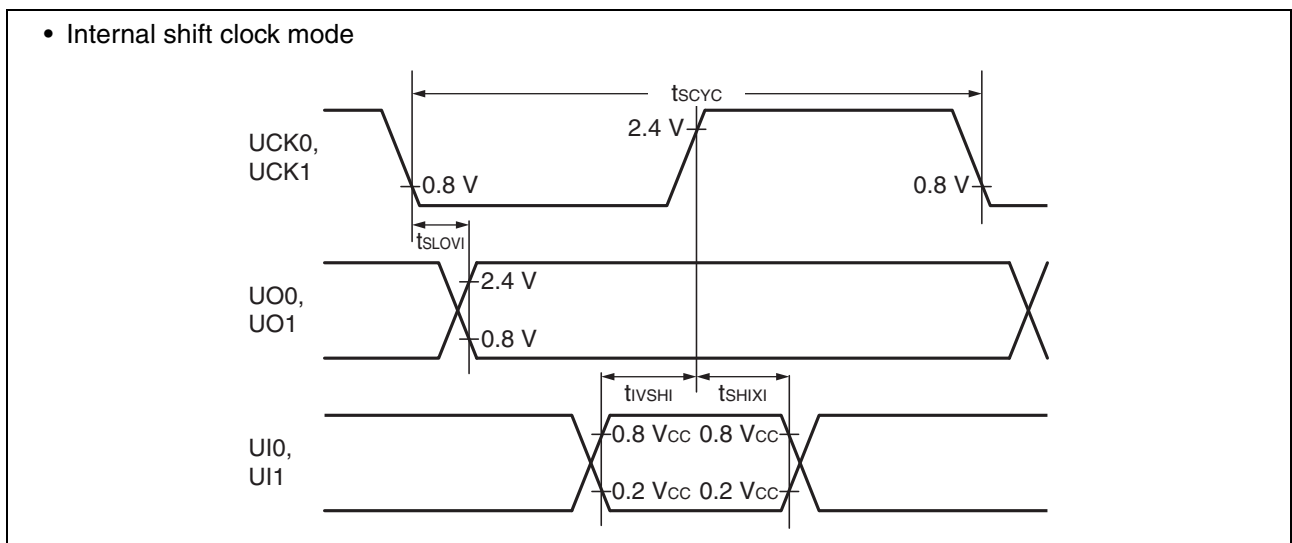 • Internal shift clock mode
tSCYC
UCK0,
UCK1
2.4 V
0.8 V
0.8 V
tSLOVI
UO0,
UO1
2.4 V
0.8 V
tIVSHI tSHIXI
UI0,
UI1
0.8 VCC 0.8 VCC
0.2 VCC 0.2 VCC